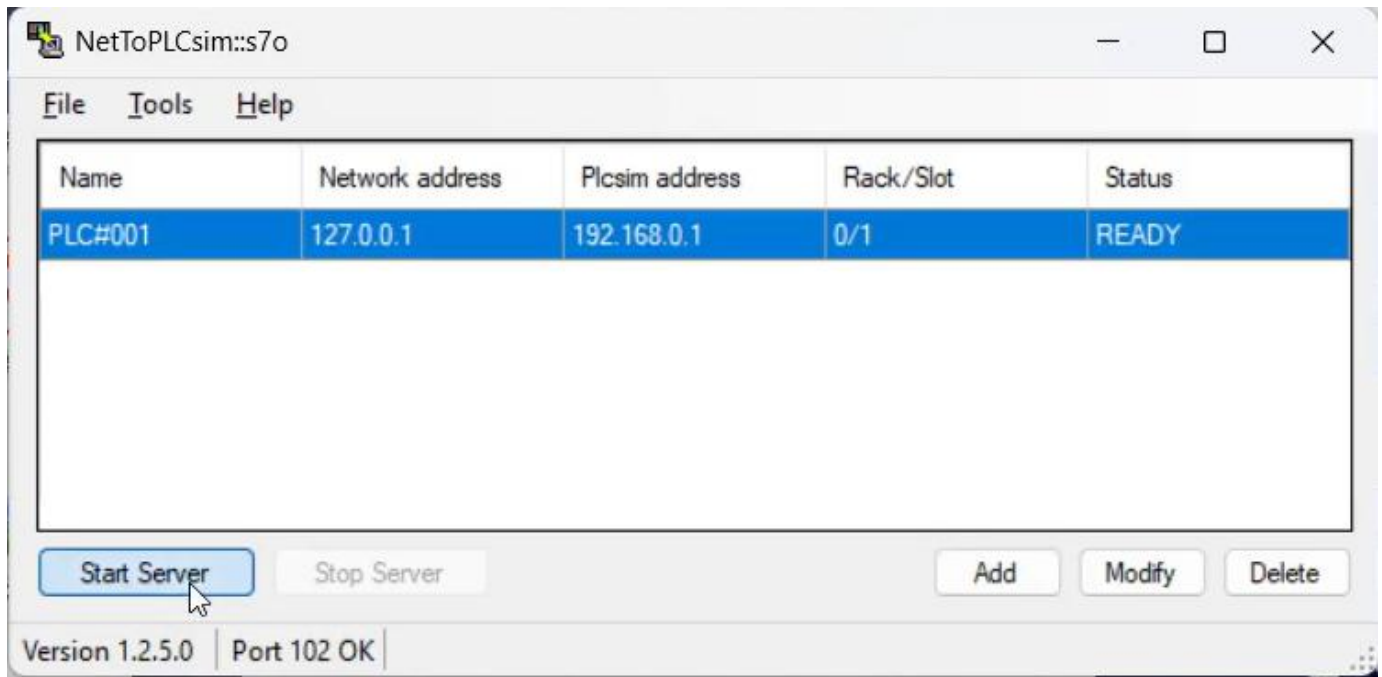 NetToPLCsim::s7o
File Tools Help
Name Network address Plcsim address Rack/Slot Status
PLC#001 127.0.0.1 192.168.0.1 0/1 READY
Start Server Stop Server Add Modify Delete
Version 1.2.5.0 Port 102 OK